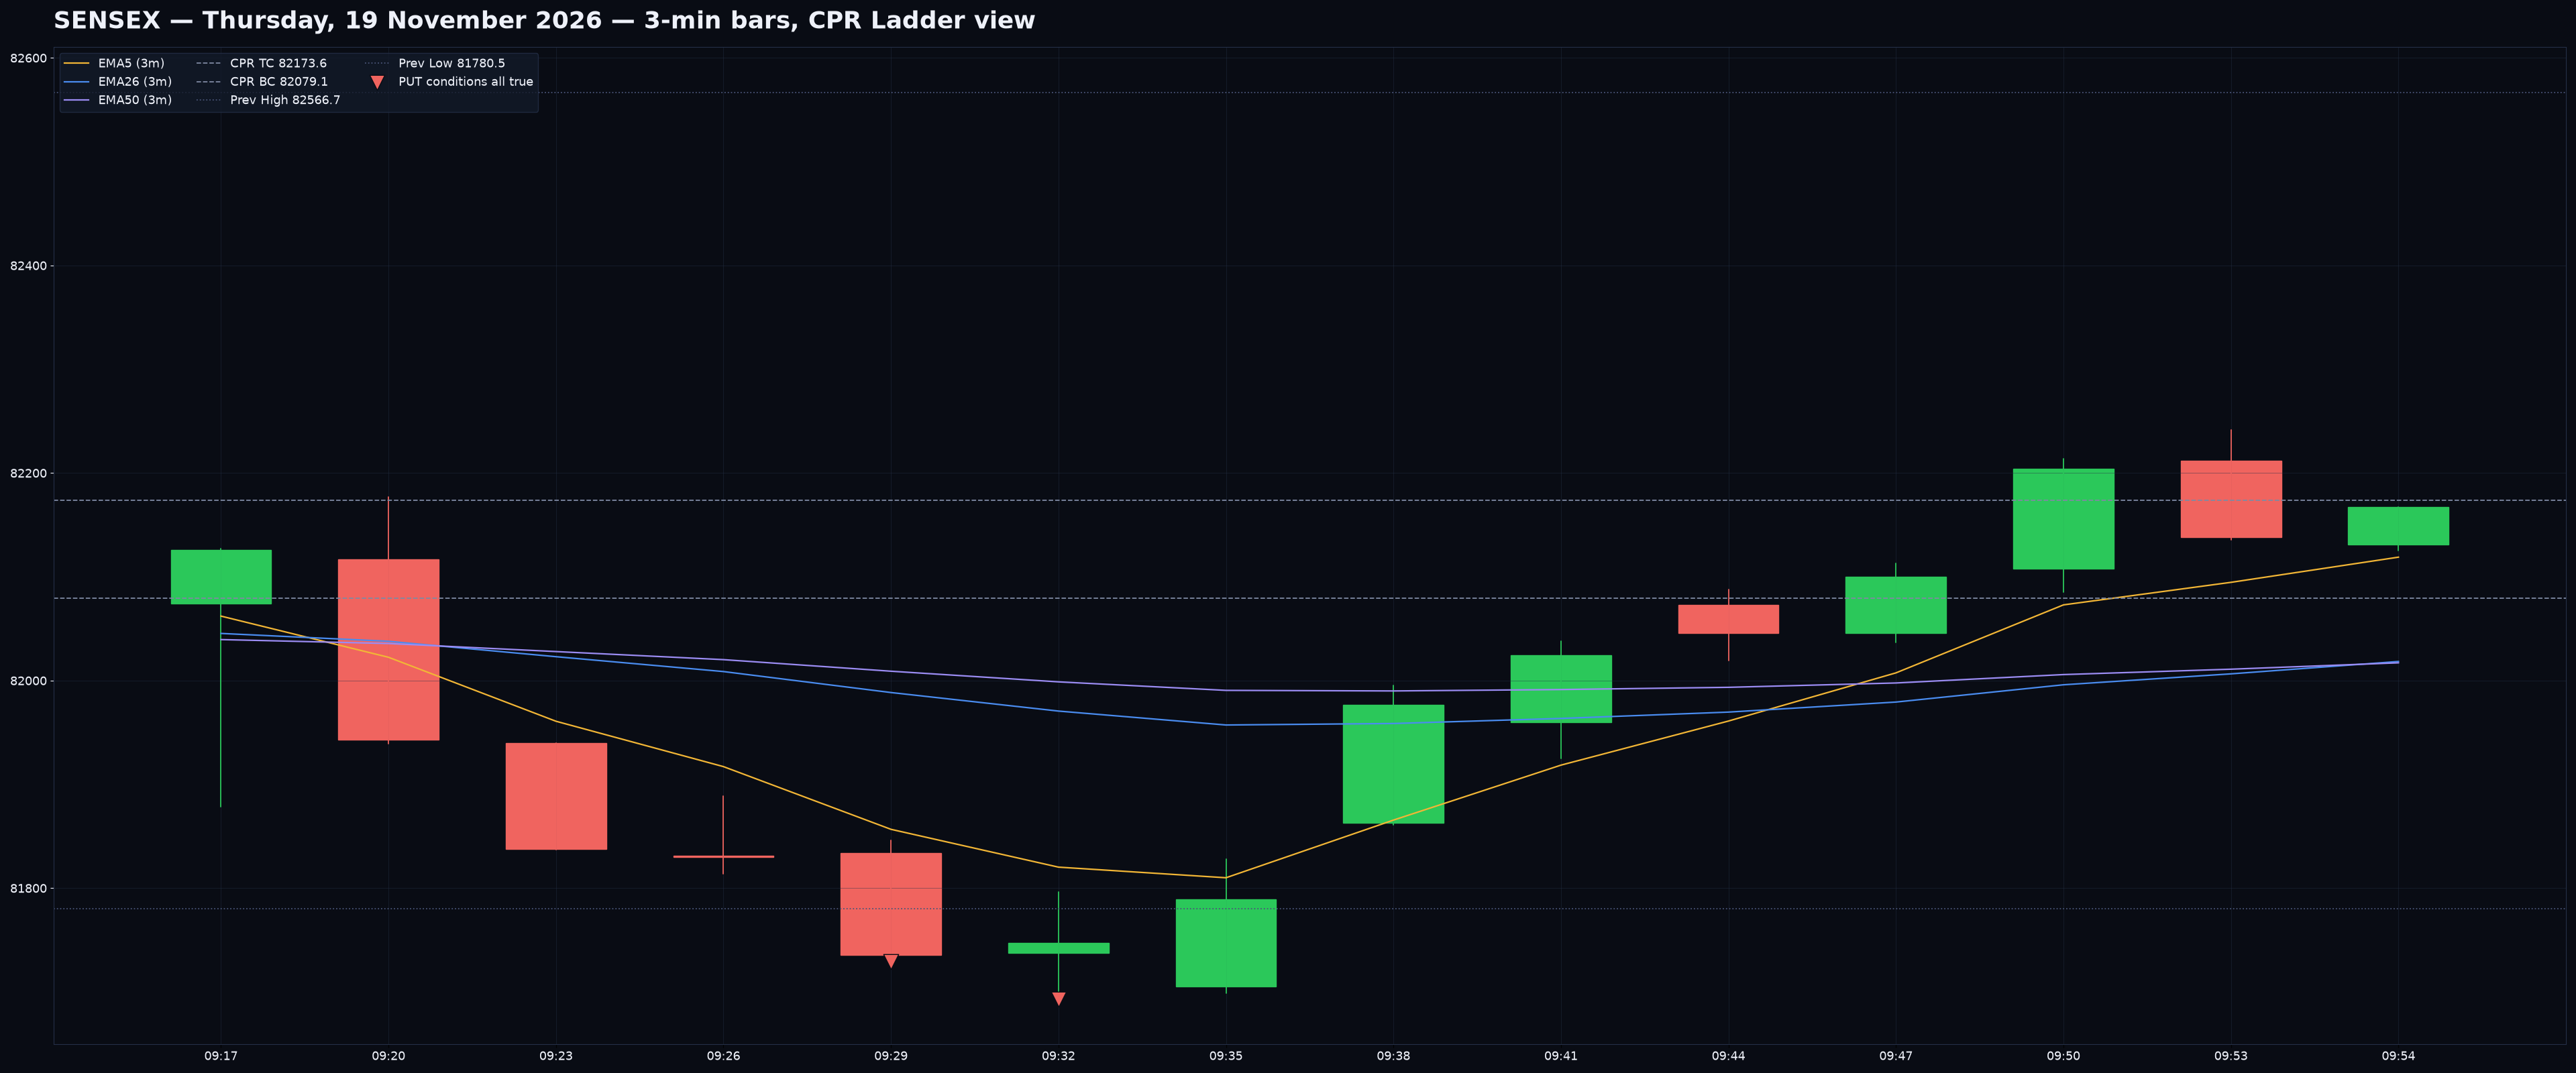 SENSEX — Thursday, 19 November 2026 — 3-min bars, CPR Ladder view
EMA5 (3m)
EMA26 (3m)
EMA50 (3m)
CPR TC 82173.6
CPR BC 82079.1
Prev High 82566.7
Prev Low 81780.5
PUT conditions all true
82600
82400
82200
82000
81800
09:17 09:20 09:23 09:26 09:29 09:32 09:35 09:38 09:41 09:44 09:47 09:50 09:53 09:54